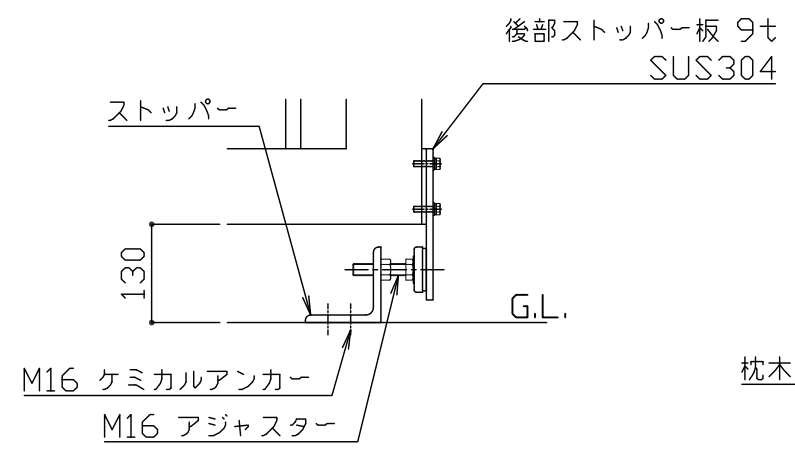 後部ストッパー板 9t
SUS304
ストッパー
130
G.L.
M16 ケミカルアンカー
枕木
M16 アジャスター